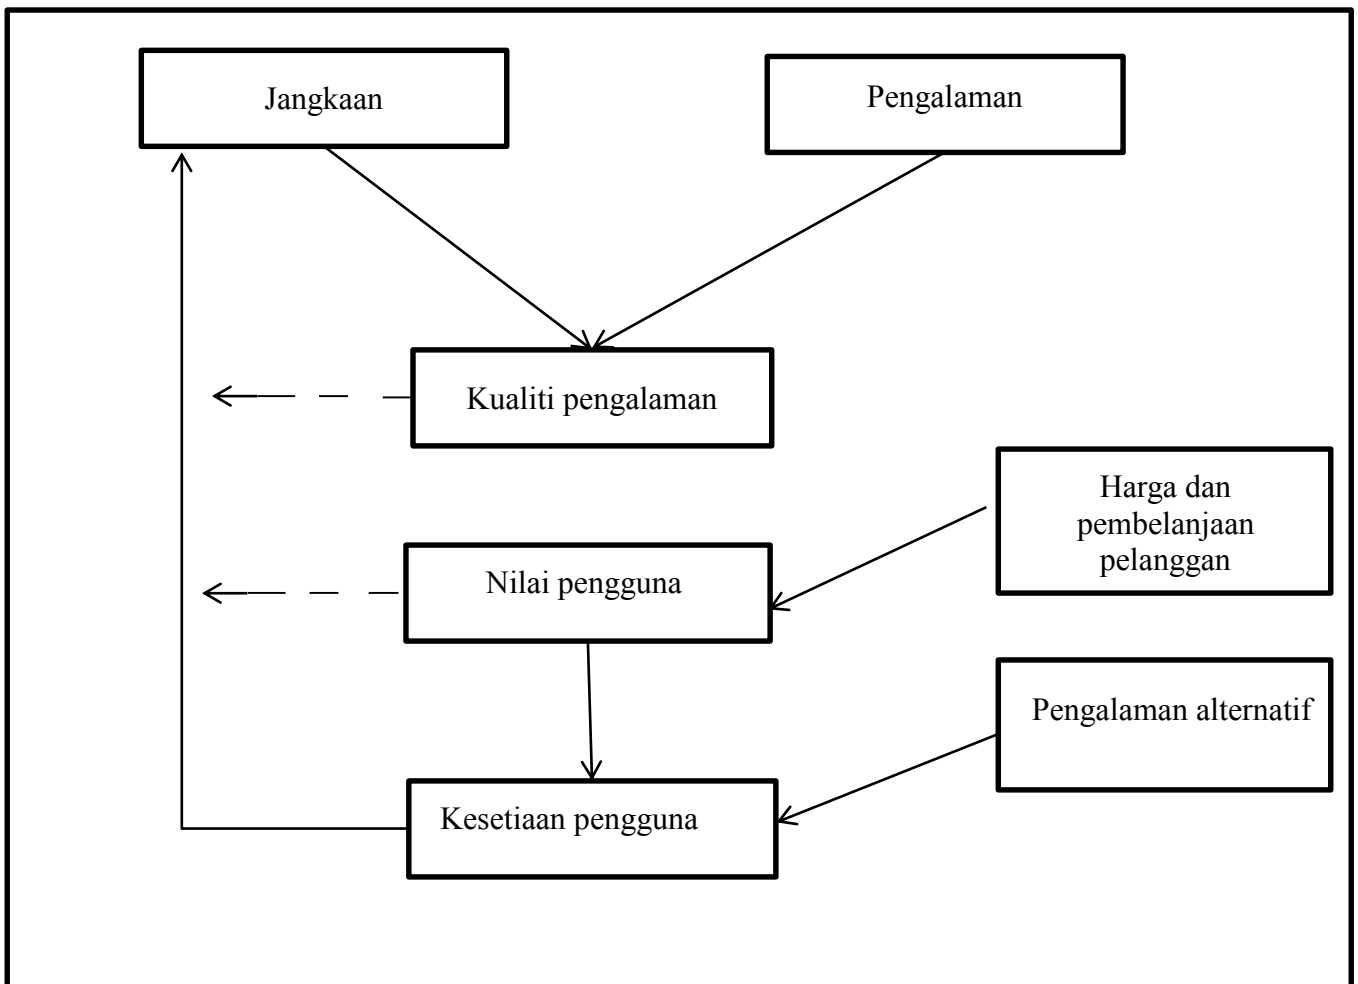 Jangkaan
Pengalaman
Kualiti pengalaman
Harga dan
pembelanjaan
pelanggan
Nilai pengguna
Pengalaman alternatif
Kesetiaan pengguna